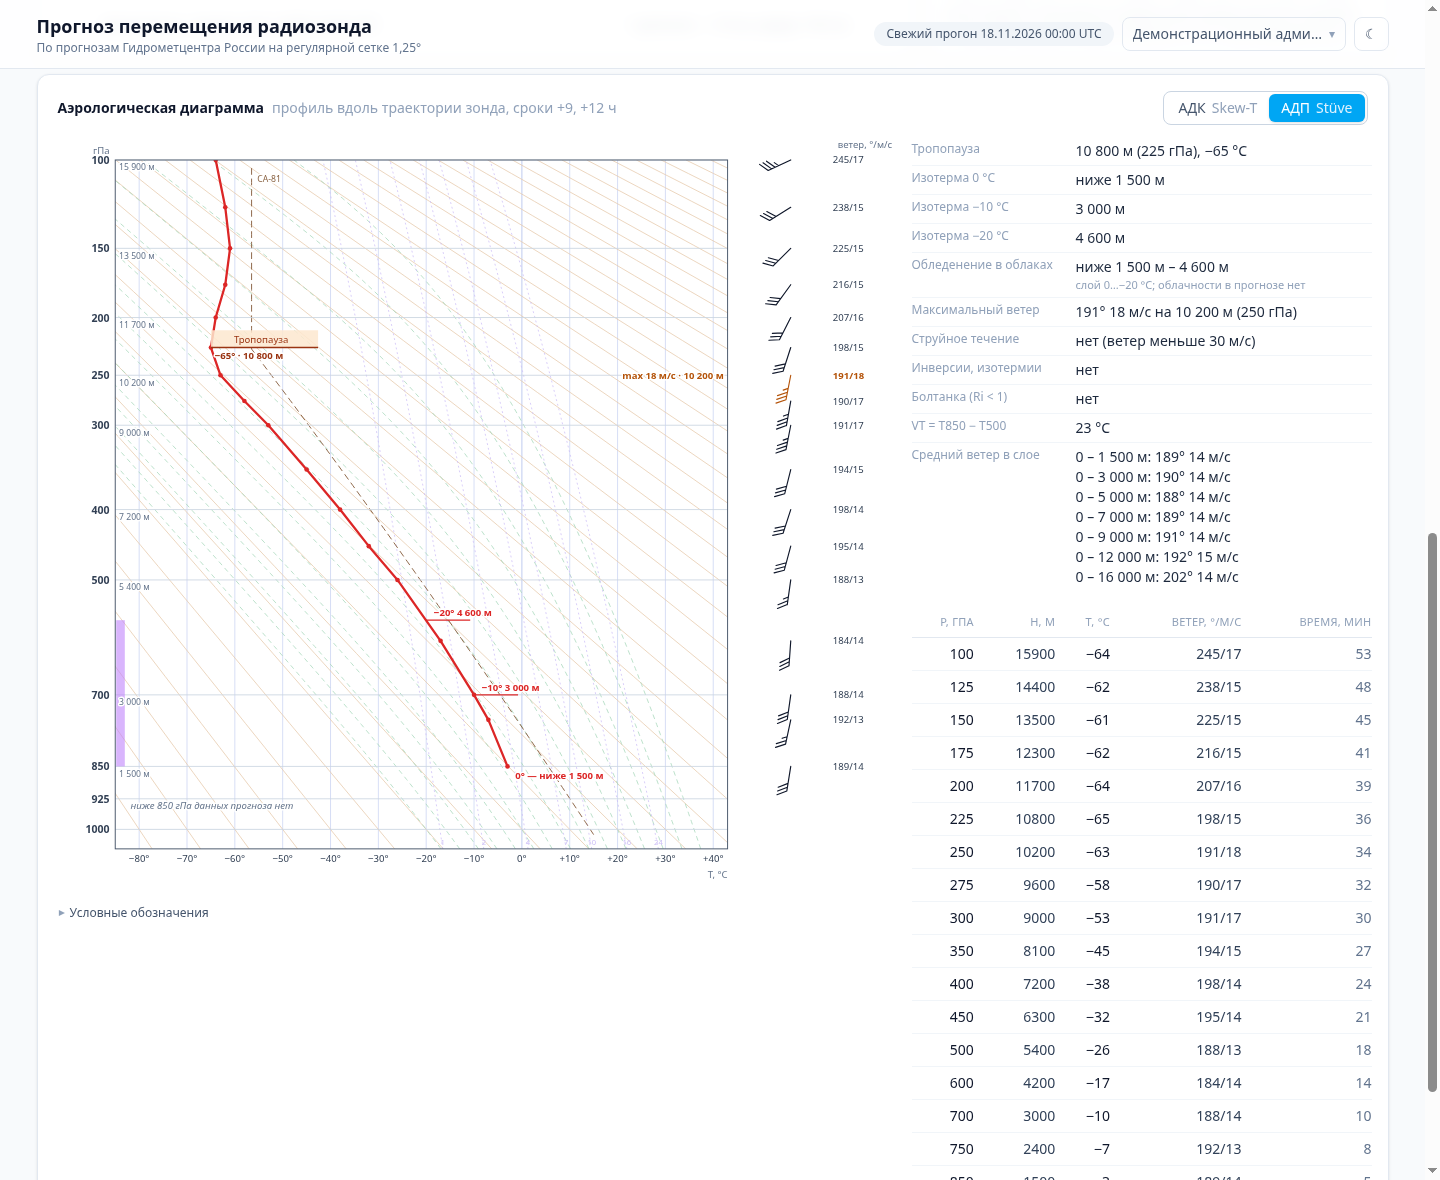 Прогноз перемещения радиозонда
По прогнозам Гидрометцентра России на регулярной сетке 1,25°
Свежий прогон 18.11.2026 00:00 UTC
Демонстрационный адми... ▾
Аэрологическая диаграмма профиль вдоль траектории зонда, сроки +9, +12 ч
АДК Skew-T АДП Stüve
гПа
100
150
200
250
300
400
500
700
850
925
1000
15 900 м
13 500 м
11 700 м
10 200 м
9 000 м
7 200 м
5 400 м
3 000 м
1 500 м
СА-81
Тропопауза
−65° · 10 800 м
max 18 м/с · 10 200 м
−20° 4 600 м
−10° 3 000 м
0° — ниже 1 500 м
ниже 850 гПа данных прогноза нет
−80° −70° −60° −50° −40° −30° −20° −10° 0° +10° +20° +30° +40°
T, °C
ветер, °/м/с
245/17
238/15
225/15
216/15
207/16
198/15
191/18
190/17
191/17
194/15
198/14
195/14
188/13
184/14
188/14
192/13
189/14
▸ Условные обозначения
Тропопауза 10 800 м (225 гПа), −65 °C
Изотерма 0 °C ниже 1 500 м
Изотерма −10 °C 3 000 м
Изотерма −20 °C 4 600 м
Обледенение в облаках ниже 1 500 м – 4 600 м
слой 0…−20 °C; облачности в прогнозе нет
Максимальный ветер 191° 18 м/с на 10 200 м (250 гПа)
Струйное течение нет (ветер меньше 30 м/с)
Инверсии, изотермии нет
Болтанка (Ri < 1) нет
VT = T850 − T500 23 °C
Средний ветер в слое 0 – 1 500 м: 189° 14 м/с
0 – 3 000 м: 190° 14 м/с
0 – 5 000 м: 188° 14 м/с
0 – 7 000 м: 189° 14 м/с
0 – 9 000 м: 191° 14 м/с
0 – 12 000 м: 192° 15 м/с
0 – 16 000 м: 202° 14 м/с
P, ГПА H, М T, °C ВЕТЕР, °/М/С ВРЕМЯ, МИН
100 15900 −64 245/17 53
125 14400 −62 238/15 48
150 13500 −61 225/15 45
175 12300 −62 216/15 41
200 11700 −64 207/16 39
225 10800 −65 198/15 36
250 10200 −63 191/18 34
275 9600 −58 190/17 32
300 9000 −53 191/17 30
350 8100 −45 194/15 27
400 7200 −38 198/14 24
450 6300 −32 195/14 21
500 5400 −26 188/13 18
600 4200 −17 184/14 14
700 3000 −10 188/14 10
750 2400 −7 192/13 8